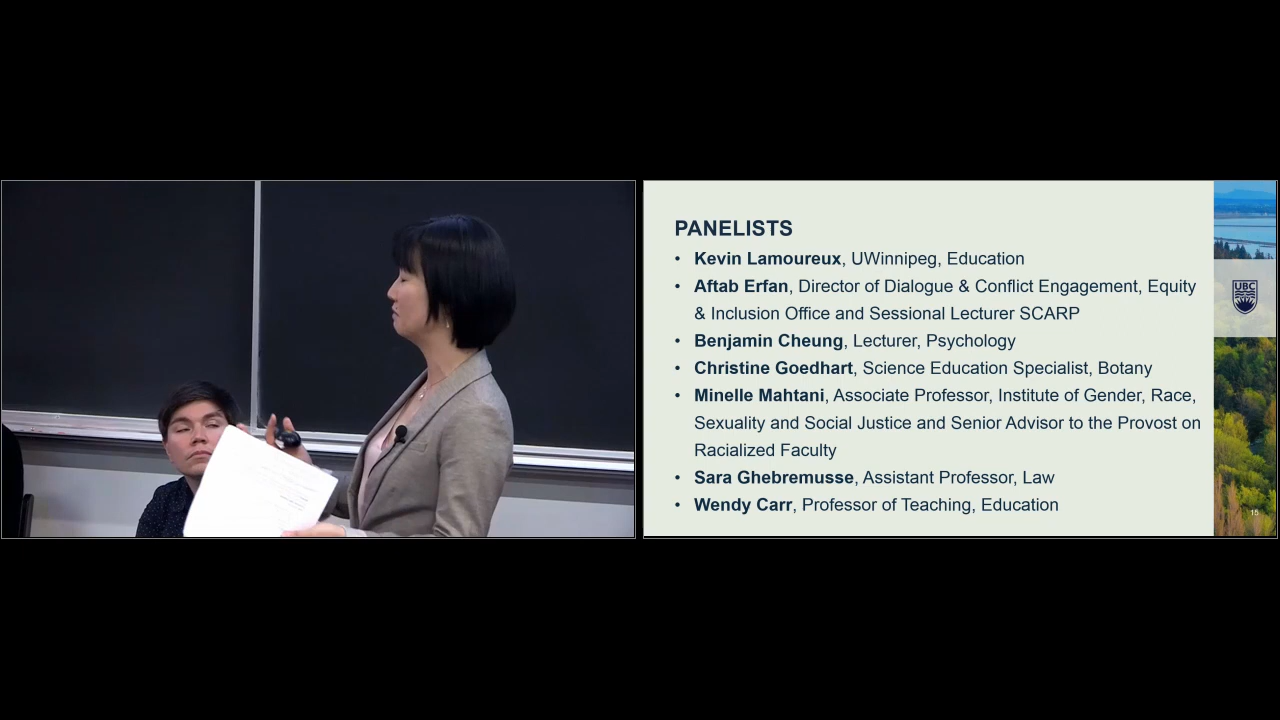 PANELISTS
• Kevin Lamoureux, UWinnipeg, Education
• Aftab Erfan, Director of Dialogue & Conflict Engagement, Equity
& Inclusion Office and Sessional Lecturer SCARP
• Benjamin Cheung, Lecturer, Psychology
• Christine Goedhart, Science Education Specialist, Botany
• Minelle Mahtani, Associate Professor, Institute of Gender, Race,
Sexuality and Social Justice and Senior Advisor to the Provost on
Racialized Faculty
• Sara Ghebremusse, Assistant Professor, Law
• Wendy Carr, Professor of Teaching, Education
UBC
15